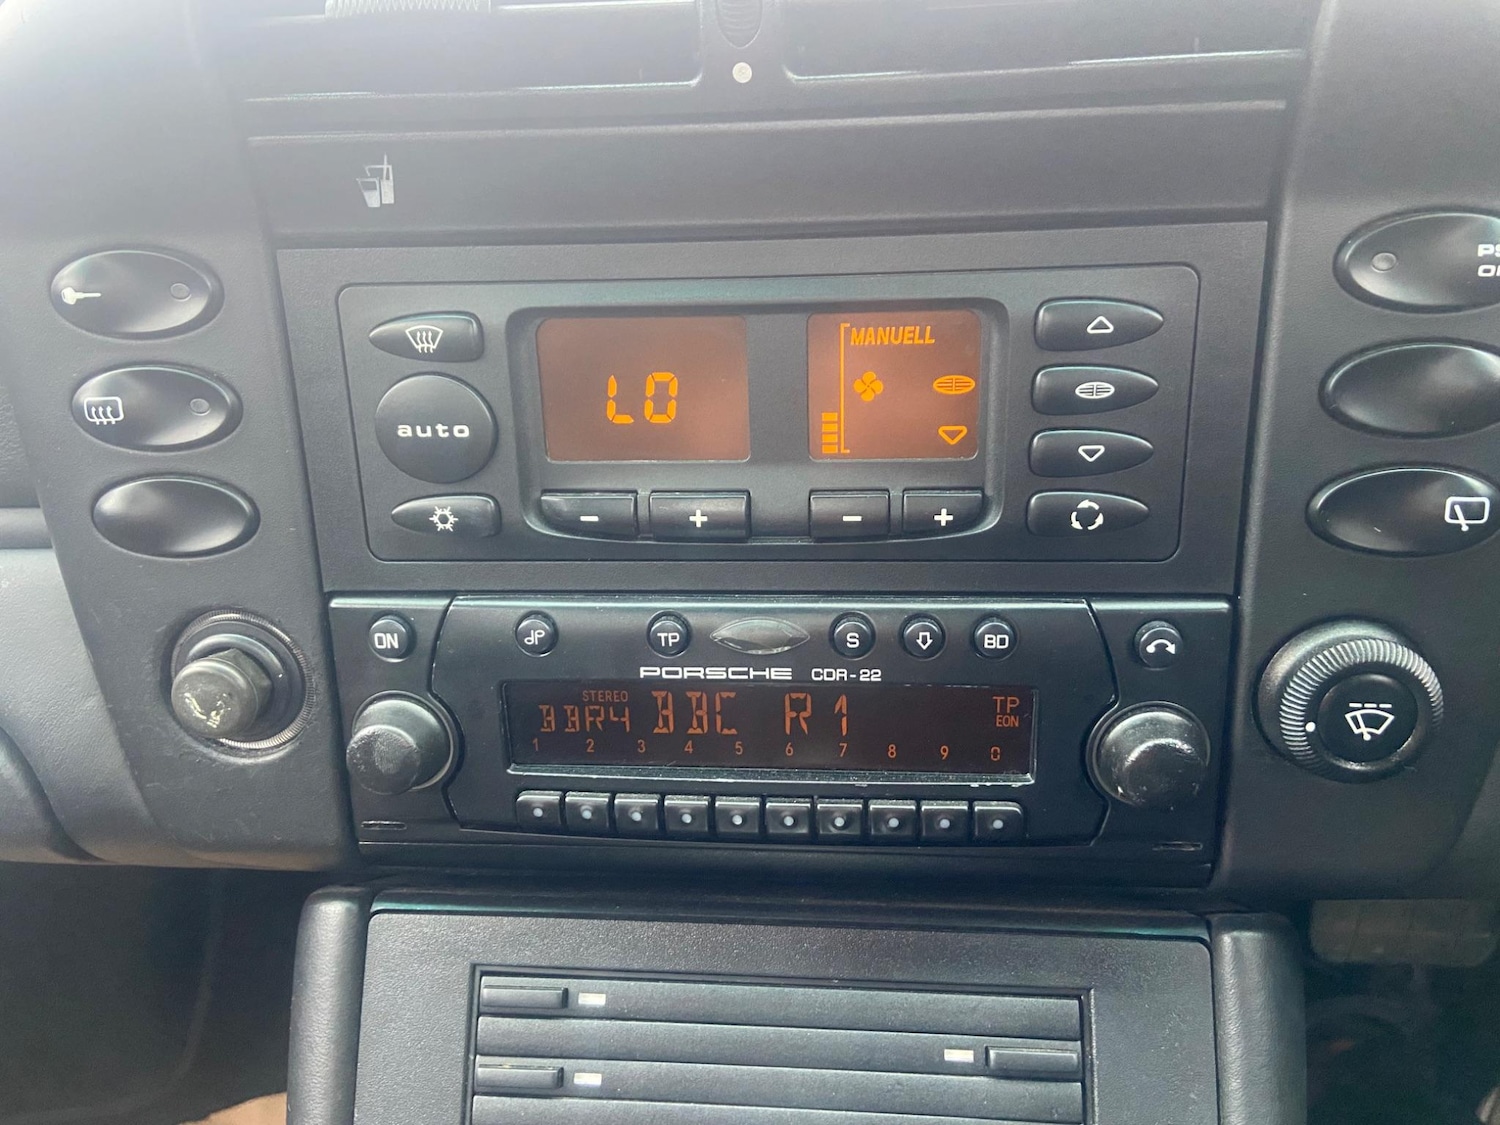 PS
auto
LO
MANUELL
- + - +
ON
TP
S
BD
PORSCHE CDR-22
STEREO
BBR4 BBC R1 TP
EON
1 2 3 4 5 6 7 8 9 0